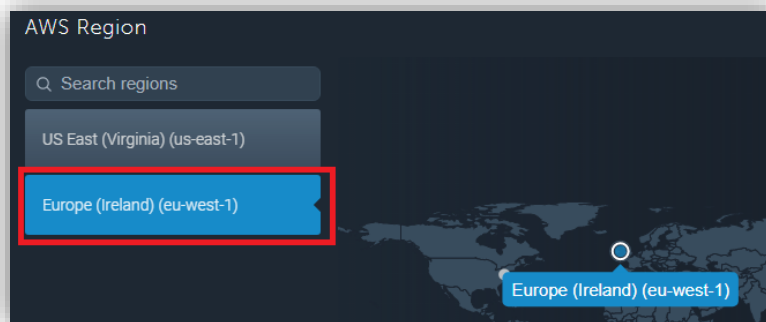 AWS Region
Search regions
US East (Virginia) (us-east-1)
Europe (Ireland) (eu-west-1)
Europe (Ireland) (eu-west-1)